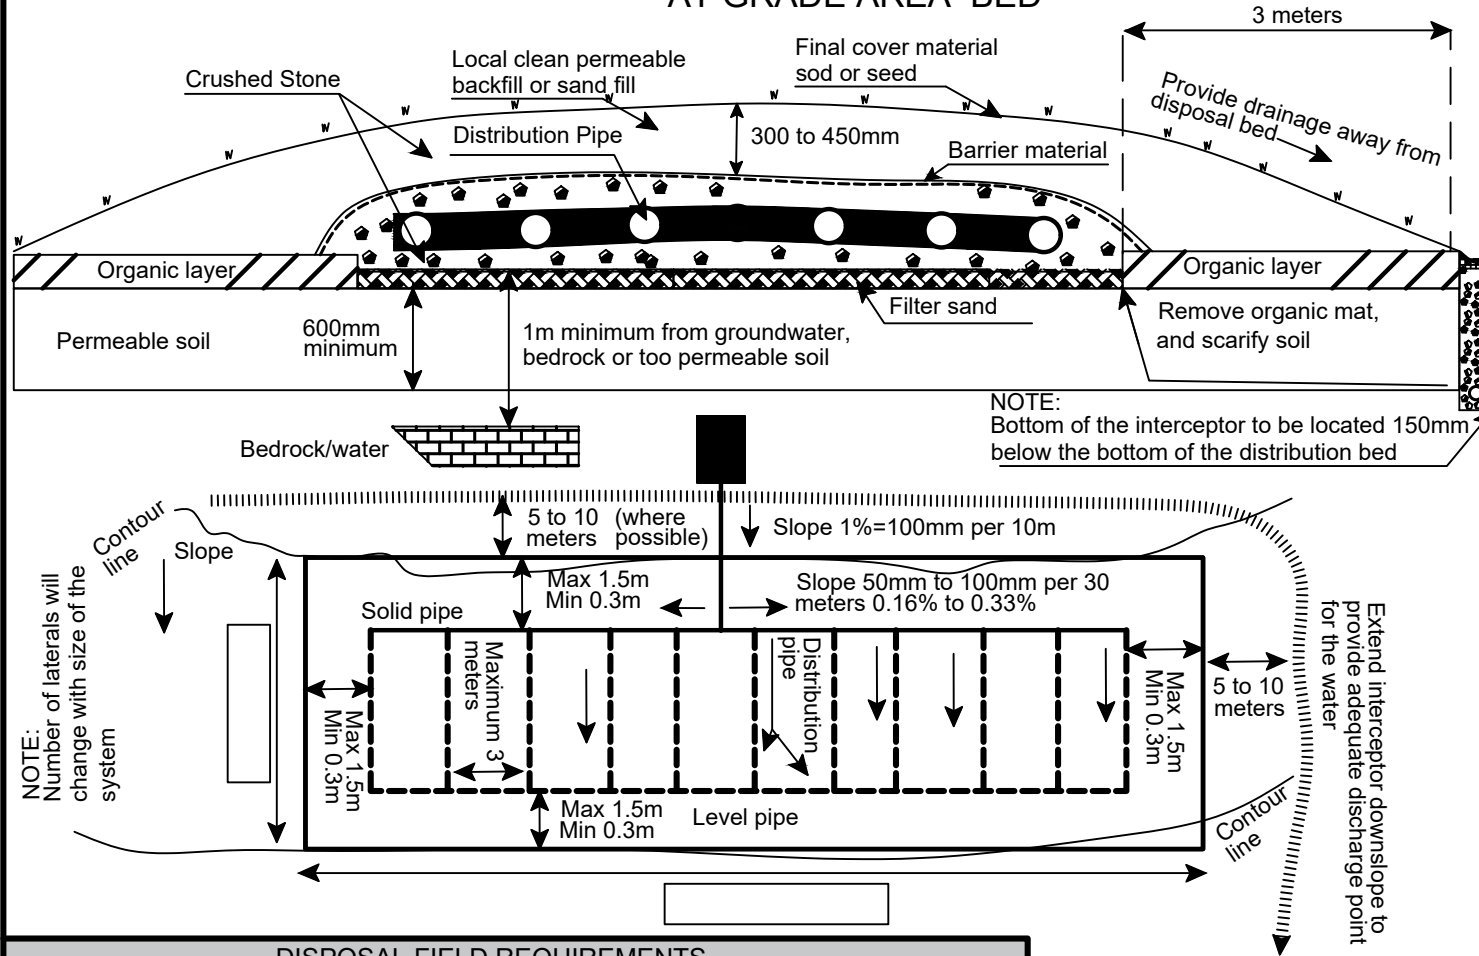 AT GRADE AREA BED
3 meters
Crushed Stone
Local clean permeable
backfill or sand fill
Final cover material
sod or seed
Provide drainage away from
disposal bed
Distribution Pipe
300 to 450mm
Barrier material
Organic layer
Organic layer
Permeable soil
600mm
minimum
1m minimum from groundwater,
bedrock or too permeable soil
Filter sand
Remove organic mat,
and scarify soil
Bedrock/water
NOTE:
Bottom of the interceptor to be located 150mm
below the bottom of the distribution bed
Contour
line
Slope
5 to 10
meters
(where
possible)
Slope 1%=100mm per 10m
Max 1.5m
Min 0.3m
Slope 50mm to 100mm per 30
meters 0.16% to 0.33%
Solid pipe
NOTE:
Number of laterals will
change with size of the
system
Max 1.5m
Min 0.3m
Maximum 3
meters
Distribution
pipe
Max 1.5m
Min 0.3m
5 to 10
meters
Extend interceptor downslope to
provide adequate discharge point
for the water
Max 1.5m
Min 0.3m
Level pipe
Contour
line
DISPOSAL FIELD REQUIREMENTS